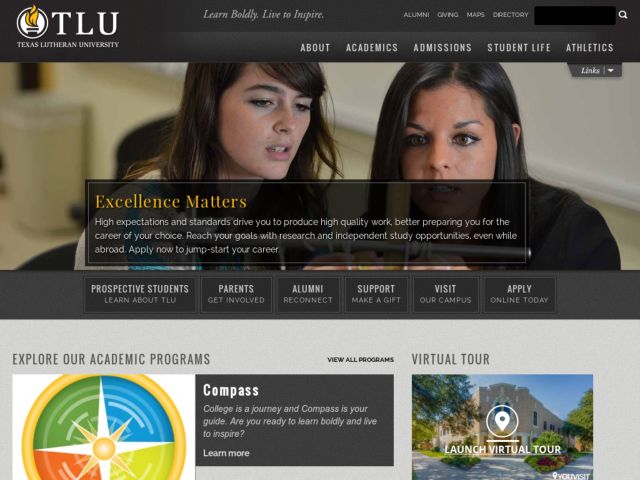 TLU
TEXAS LUTHERAN UNIVERSITY
Learn Boldly. Live to Inspire.
ALUMNI GIVING MAPS DIRECTORY
ABOUT ACADEMICS ADMISSIONS STUDENT LIFE ATHLETICS
Links
Excellence Matters
High expectations and standards drive you to produce high quality work, better preparing you for the
career of your choice. Reach your goals with research and independent study opportunities, even while
abroad. Apply now to jump-start your career.
PROSPECTIVE STUDENTS PARENTS ALUMNI SUPPORT VISIT APPLY
LEARN ABOUT TLU GET INVOLVED RECONNECT MAKE A GIFT OUR CAMPUS ONLINE TODAY
EXPLORE OUR ACADEMIC PROGRAMS VIEW ALL PROGRAMS VIRTUAL TOUR
Compass
College is a journey and Compass is your
guide. Are you ready to learn boldly and live
to inspire?
Learn more
LAUNCH VIRTUAL TOUR
YOUVISIT